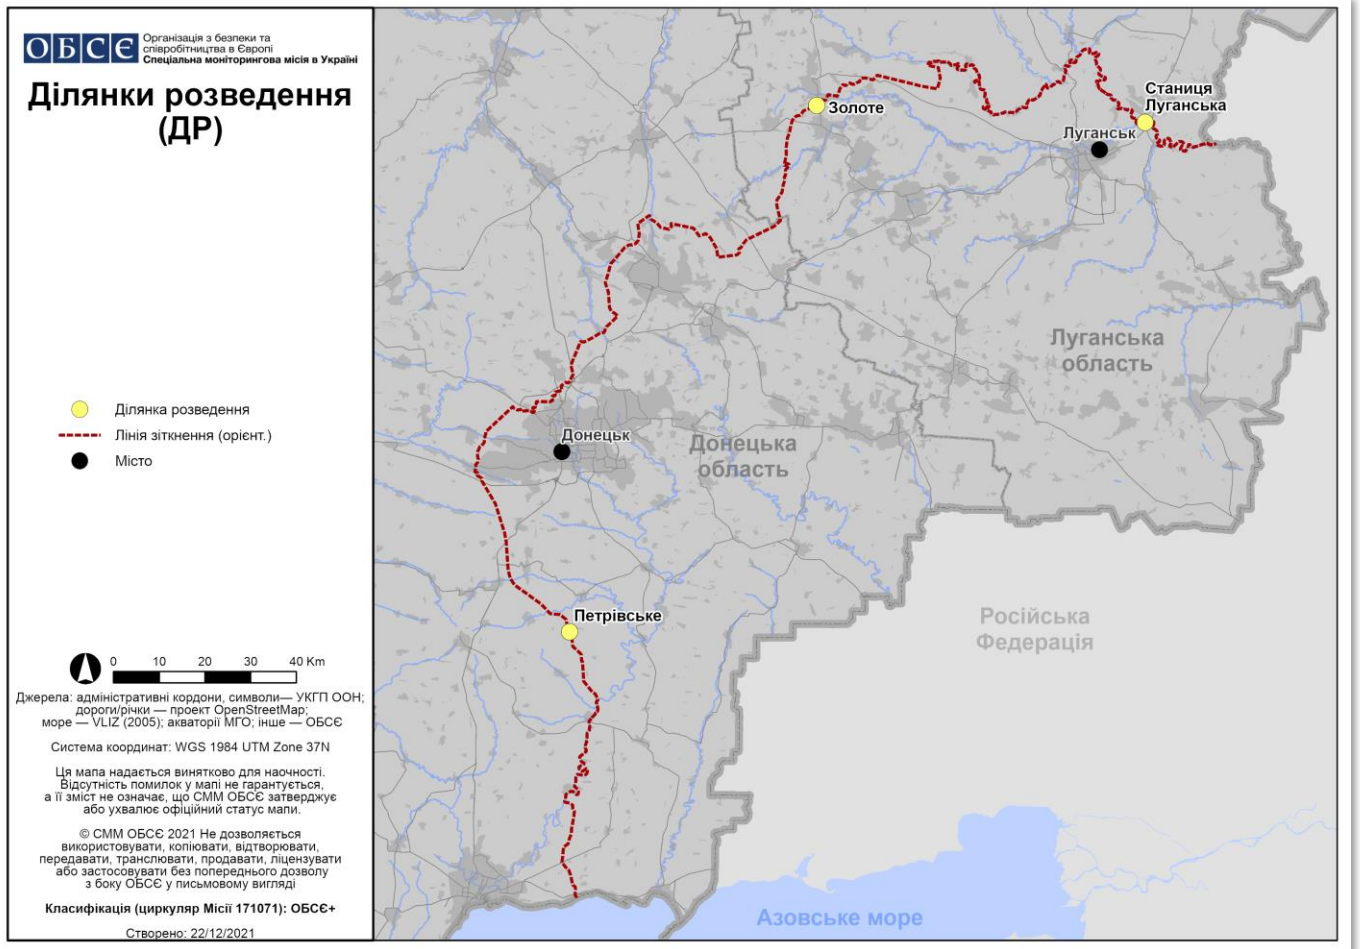 ОБСЄ
Організація з безпеки та
співробітництва в Європі
Спеціальна моніторингова місія в Україні
Ділянки розведення
(ДР)
Ділянка розведення
Лінія зіткнення (орієнт.)
Місто
0 10 20 30 40 Km
Джерела: адміністративні кордони, символи— УКГП ООН;
дороги/річки — проект OpenStreetMap;
море — VLIZ (2005); акваторії МГО; інше — ОБСЄ
Система координат: WGS 1984 UTM Zone 37N
Ця мапа надається винятково для наочності.
Відсутність помилок у мапі не гарантується,
а її зміст не означає, що СММ ОБСЄ затверджує
або ухвалює офіційний статус мапи.
© СММ ОБСЄ 2021 Не дозволяється
використовувати, копіювати, відтворювати,
передавати, транслювати, продавати, ліцензувати
або застосовувати без попереднього дозволу
з боку ОБСЄ у письмовому вигляді
Класифікація (циркуляр Місії 171071): ОБСЄ+
Створено: 22/12/2021
Станиця
Луганська
Золоте
Луганськ
Луганська
область
Донецьк
Донецька
область
Петрівське
Російська
Федерація
Азовське море